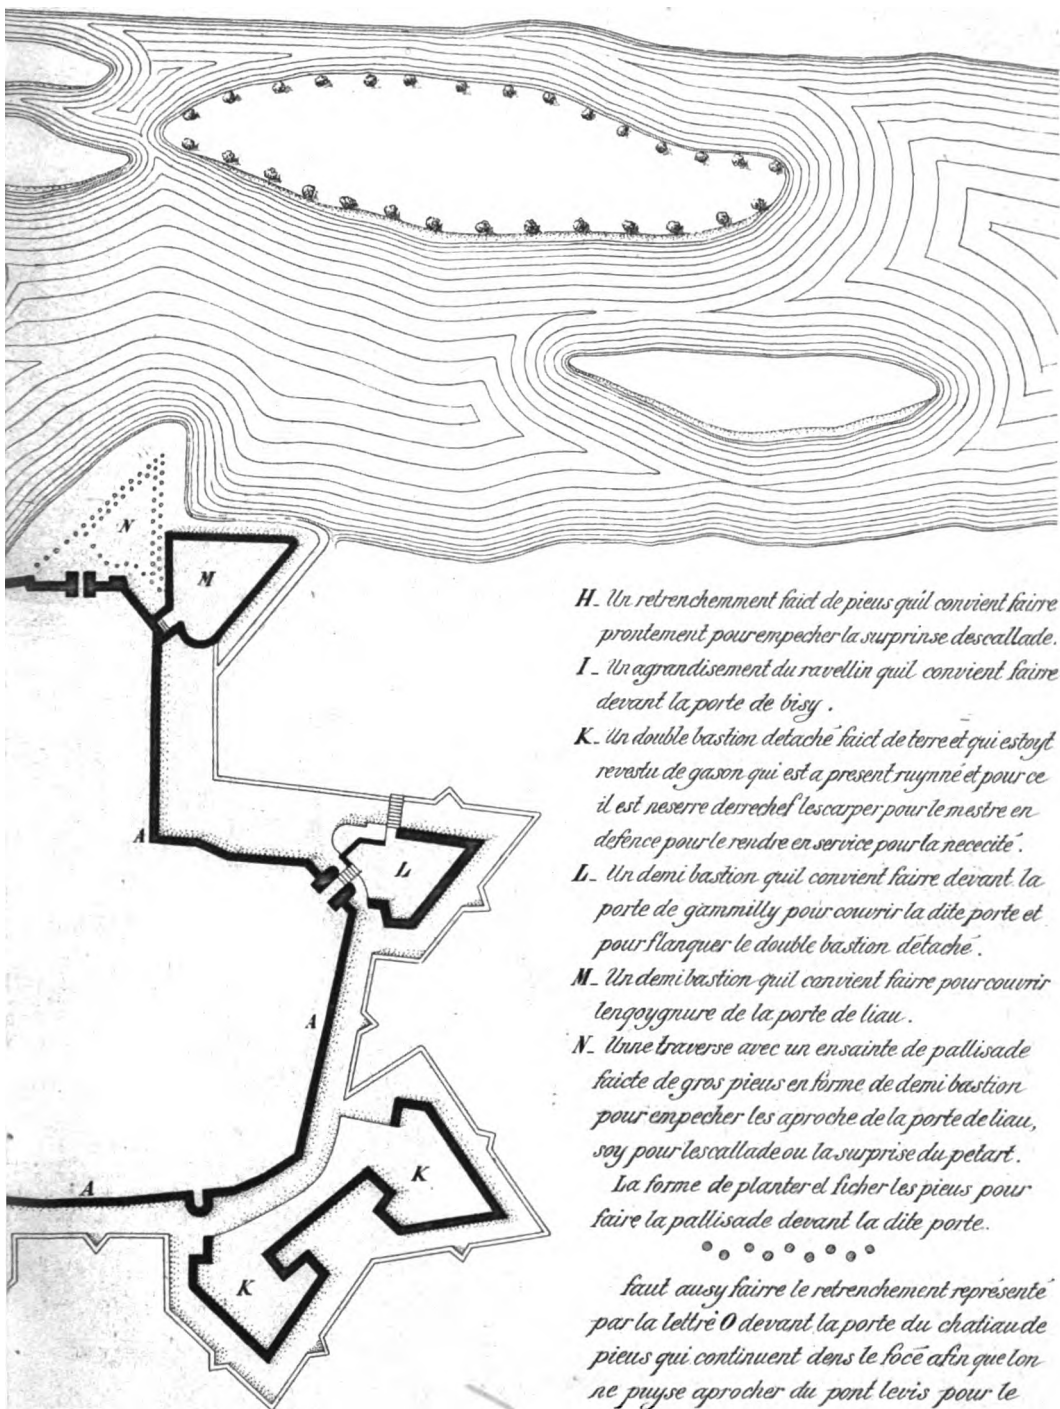 N
M
A
L
A
A
K
K
H_ Un retrenchemment faict de pieus quil convient fairre
prontement pour empecher la surprinse descallade.
I_ Un agrandisement du ravellin quil convient faire
devant la porte de bisy.
K_ Un double bastion detaché faict de terre et qui estoyt
revestu de gason qui est a present ruynné et pour ce
il est neserre derrechef lescarper pour le mestre en
defence pour le rendre en service pour la nececité.
L_ Un demi bastion quil convient faire devant la
porte de gammilly pour couvrir la dite porte et
pour flanquer le double bastion détaché.
M_ Un demi bastion quil convient faire pour couvrir
lengoygnure de la porte de liau.
N_ Unne traverse avec un ensainte de pallisade
faicte de gros pieus en forme de demi bastion
pour empecher les aproche de la porte de liau,
soy pour lescallade ou la surprise du petart.
La forme de planter et ficher les pieus pour
faire la pallisade devant la dite porte.
faut ausy fairre le retrenchement représenté
par la lettre O devant la porte du chatiau de
pieus qui continuent dens le focé afin que lon
ne puyse aprocher du pont levis pour le